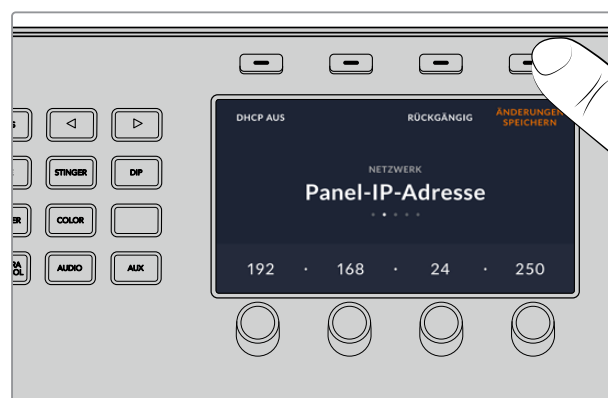 DHCP AUS
RÜCKGÄNGIG
ÄNDERUNGEN
SPEICHERN
NETZWERK
Panel-IP-Adresse
192 . 168 . 24 . 250
STINGER
DIP
COLOR
AUDIO
AUX